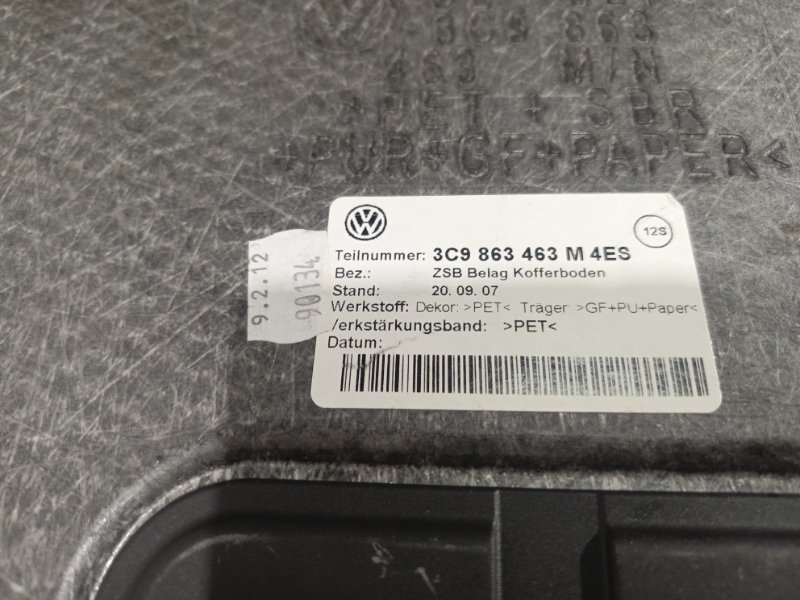 3C9 863
463 M/N
>PET + SBR
+PUR+GF+PAPER<
12S
Teilnummer: 3C9 863 463 M 4ES
Bez.: ZSB Belag Kofferboden
Stand: 20. 09. 07
Werkstoff: Dekor: >PET< Träger: >GF+PU+Paper<
/erkstärkungsband: >PET<
Datum:
9.2.12
90134